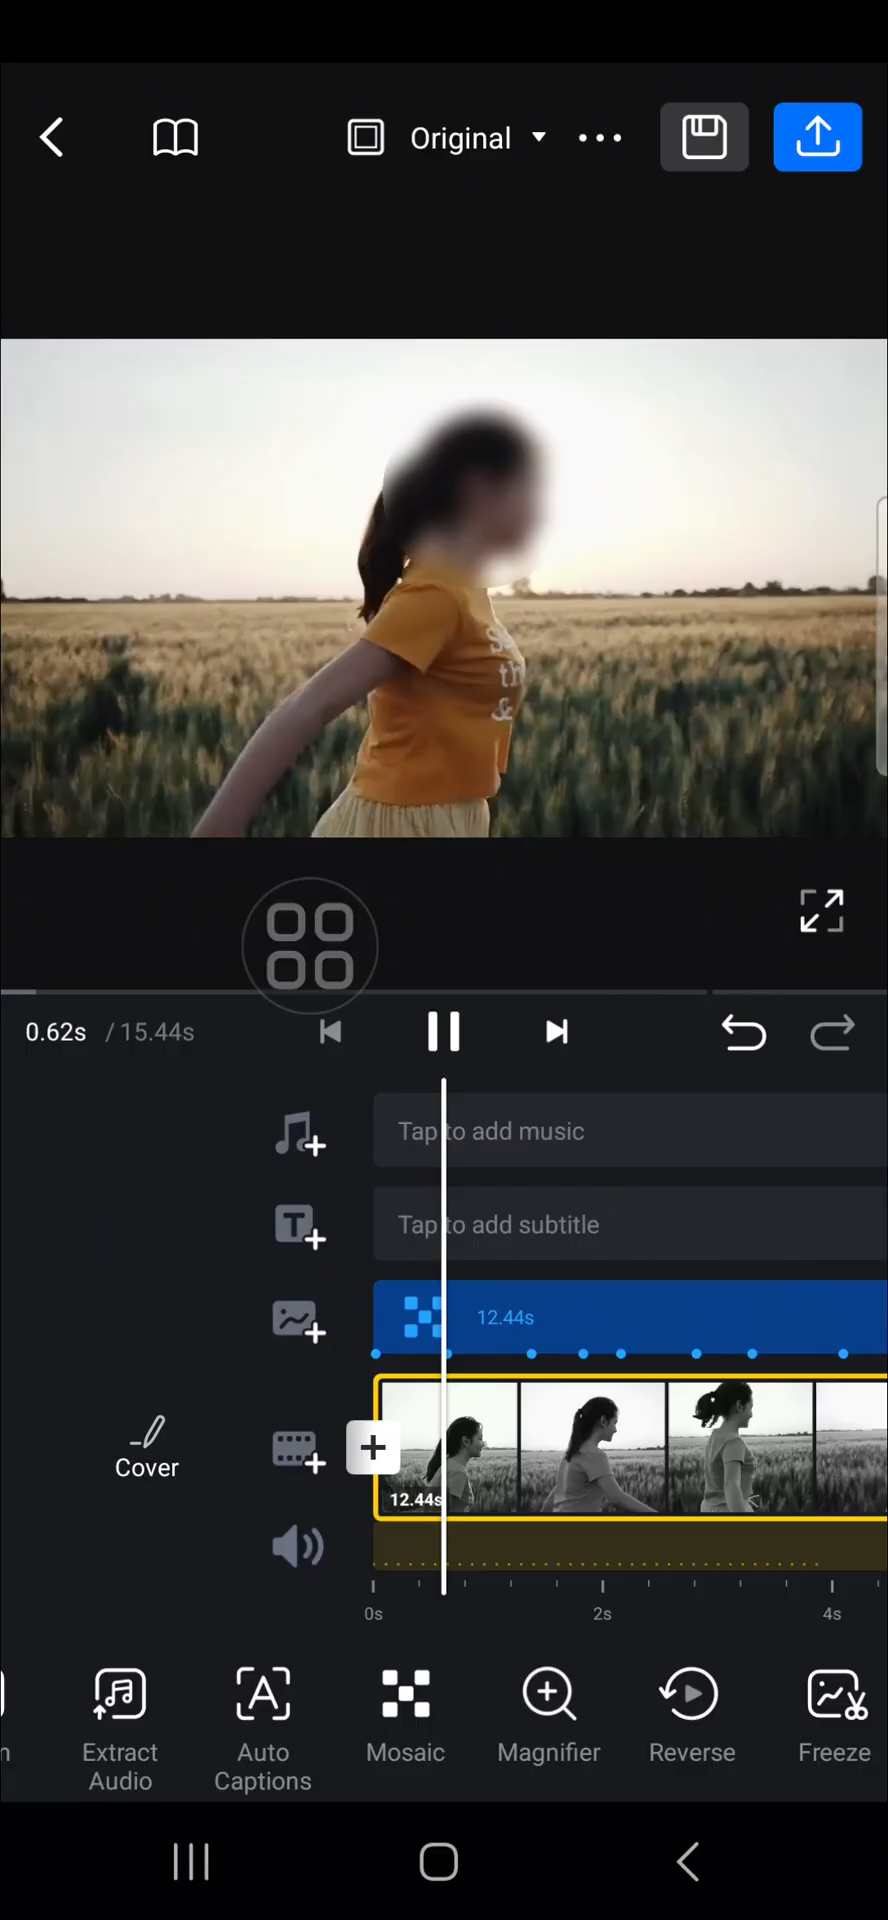 Original
S
th
&
0.62s / 15.44s
Tap to add music
T
Tap to add subtitle
12.44s
Cover
12.44s
0s 2s 4s
A
Extract Audio
Auto Captions
Mosaic
Magnifier
Reverse
Freeze